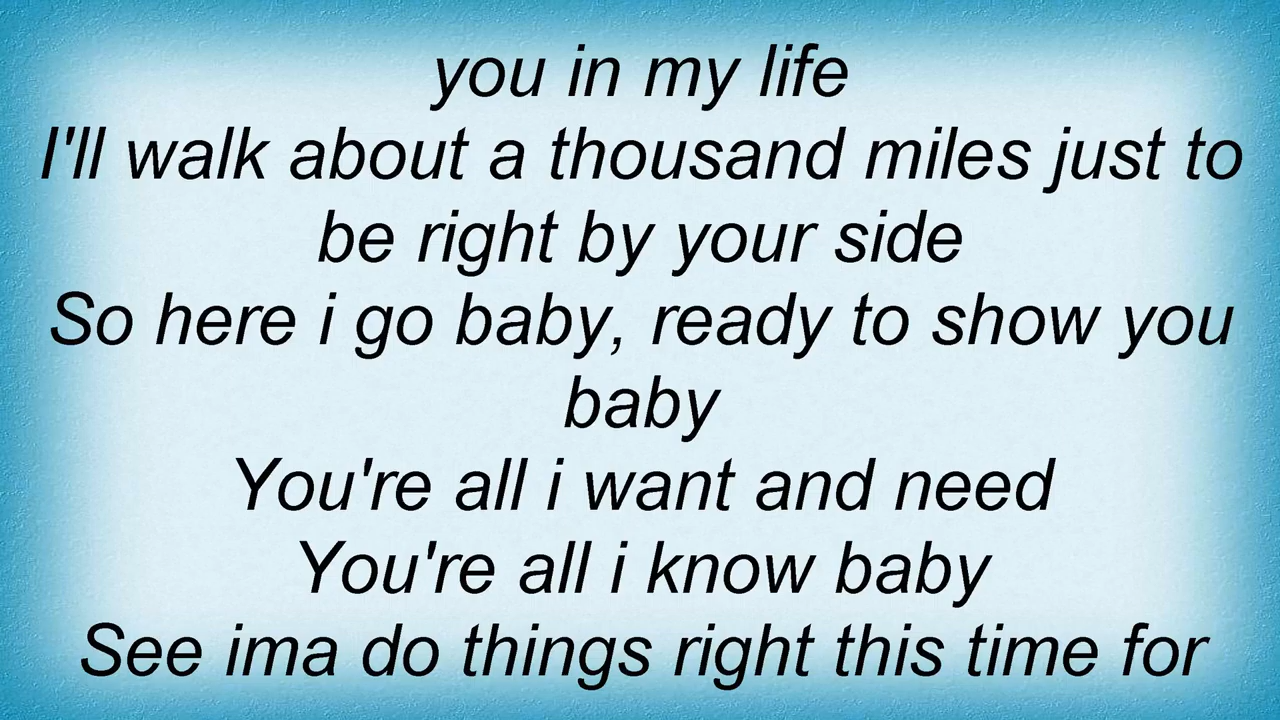 you in my life
I'll walk about a thousand miles just to
be right by your side
So here i go baby, ready to show you
baby
You're all i want and need
You're all i know baby
See ima do things right this time for